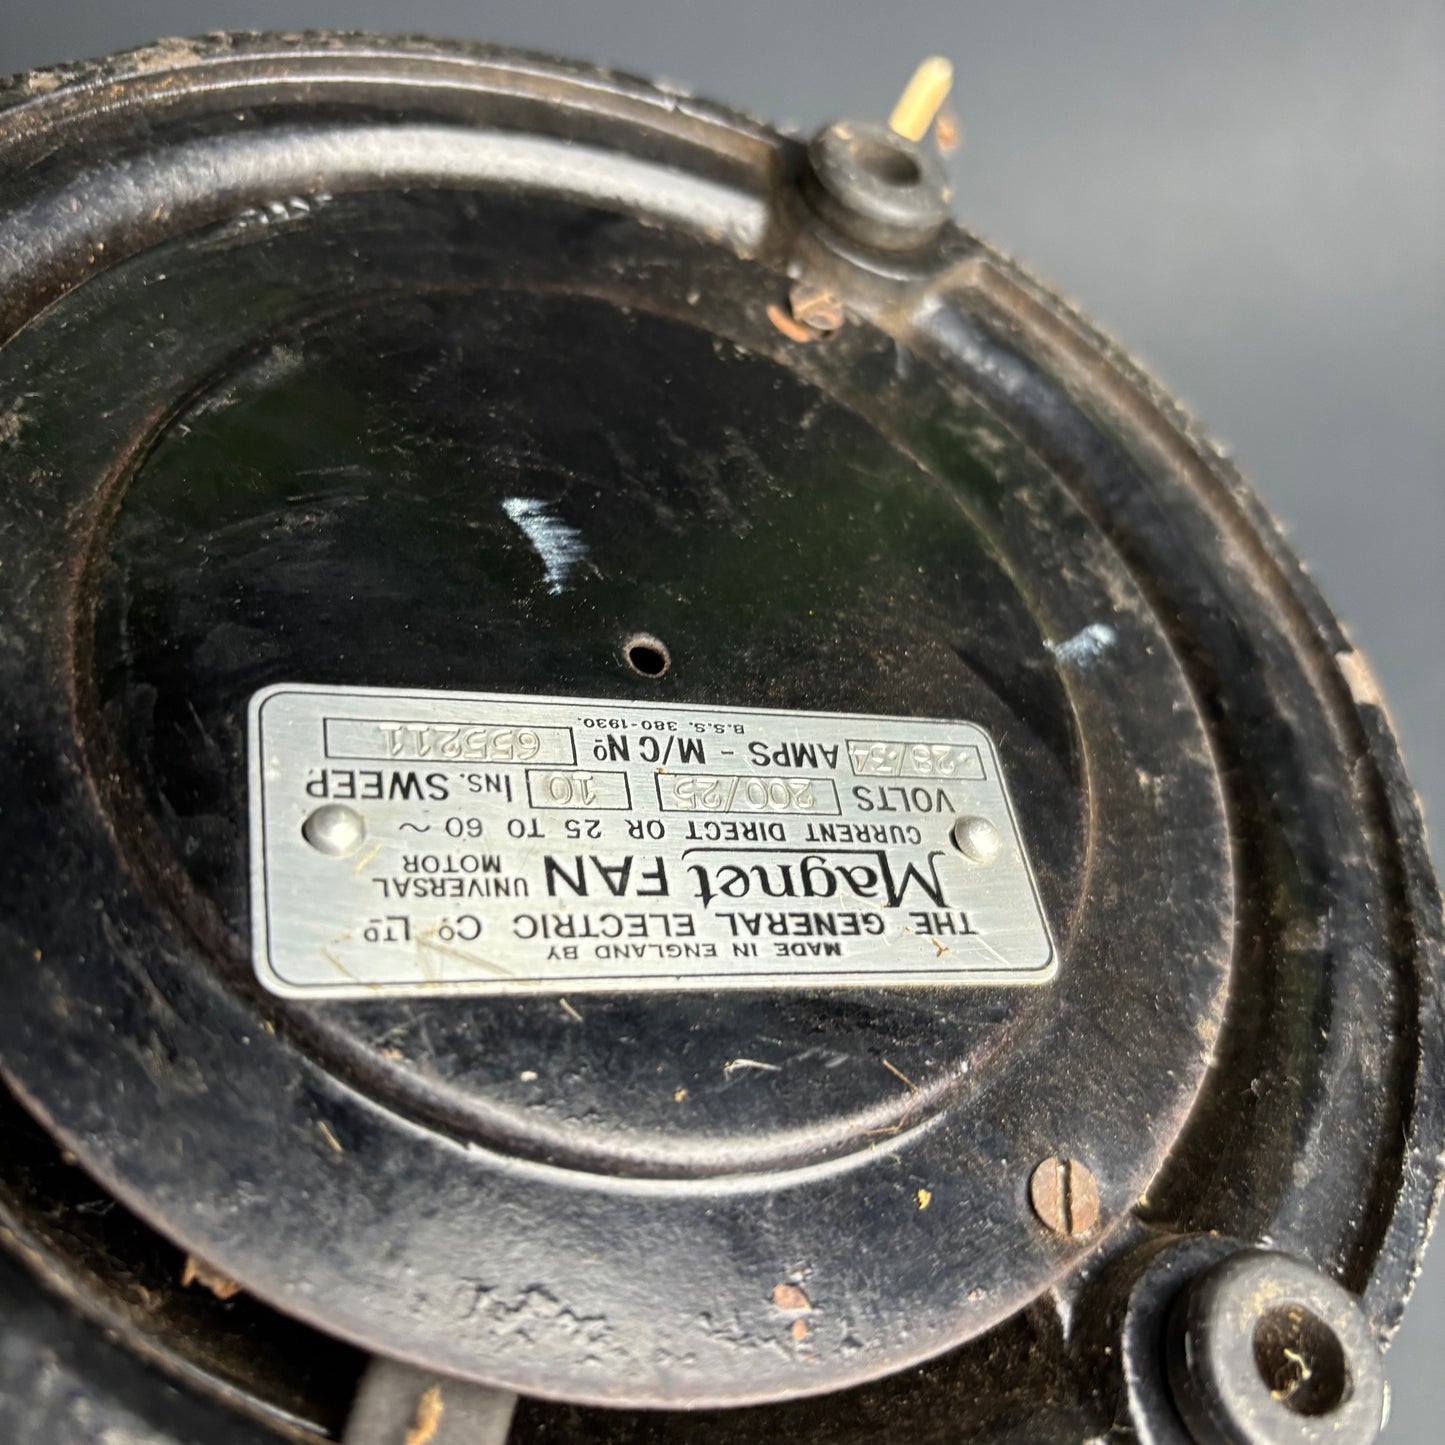 MADE IN ENGLAND BY
THE GENERAL ELECTRIC Cº LTD
Magnet FAN UNIVERSAL MOTOR
CURRENT DIRECT OR 25 TO 60 ~
VOLTS 200/25 10 INS. SWEEP
.28/34 AMPS - M/C Nº 655211
B.S.S. 380-1930.